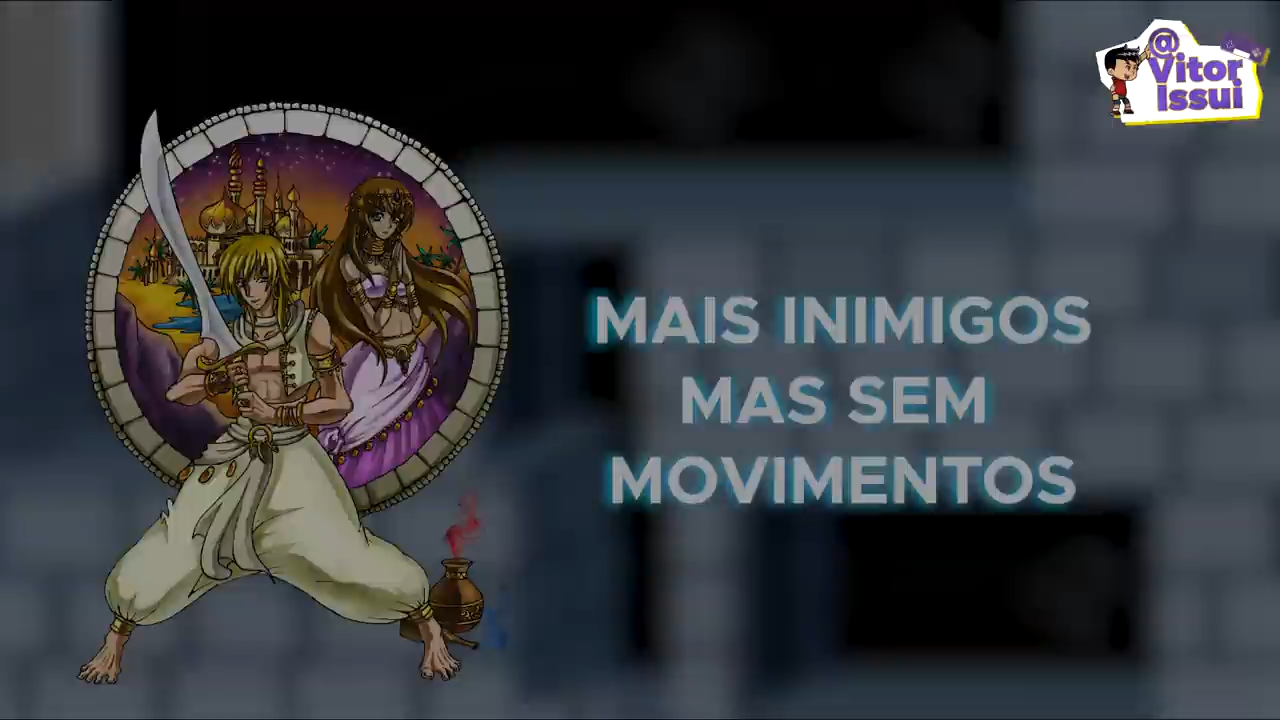 @
Vitor
Issui
MAIS INIMIGOS
MAS SEM
MOVIMENTOS